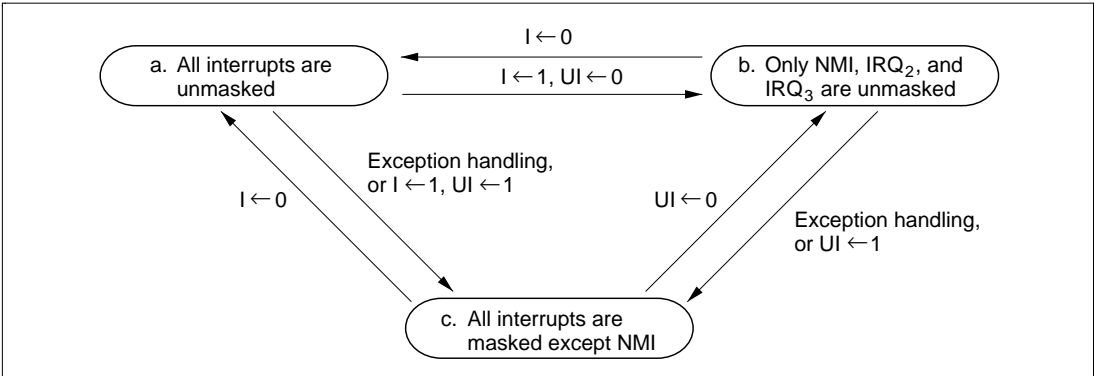 I ← 0
a. All interrupts are
unmasked
I ← 1, UI ← 0
b. Only NMI, IRQ2, and
IRQ3 are unmasked
Exception handling,
or I ← 1, UI ← 1
I ← 0
UI ← 0
Exception handling,
or UI ← 1
c. All interrupts are
masked except NMI